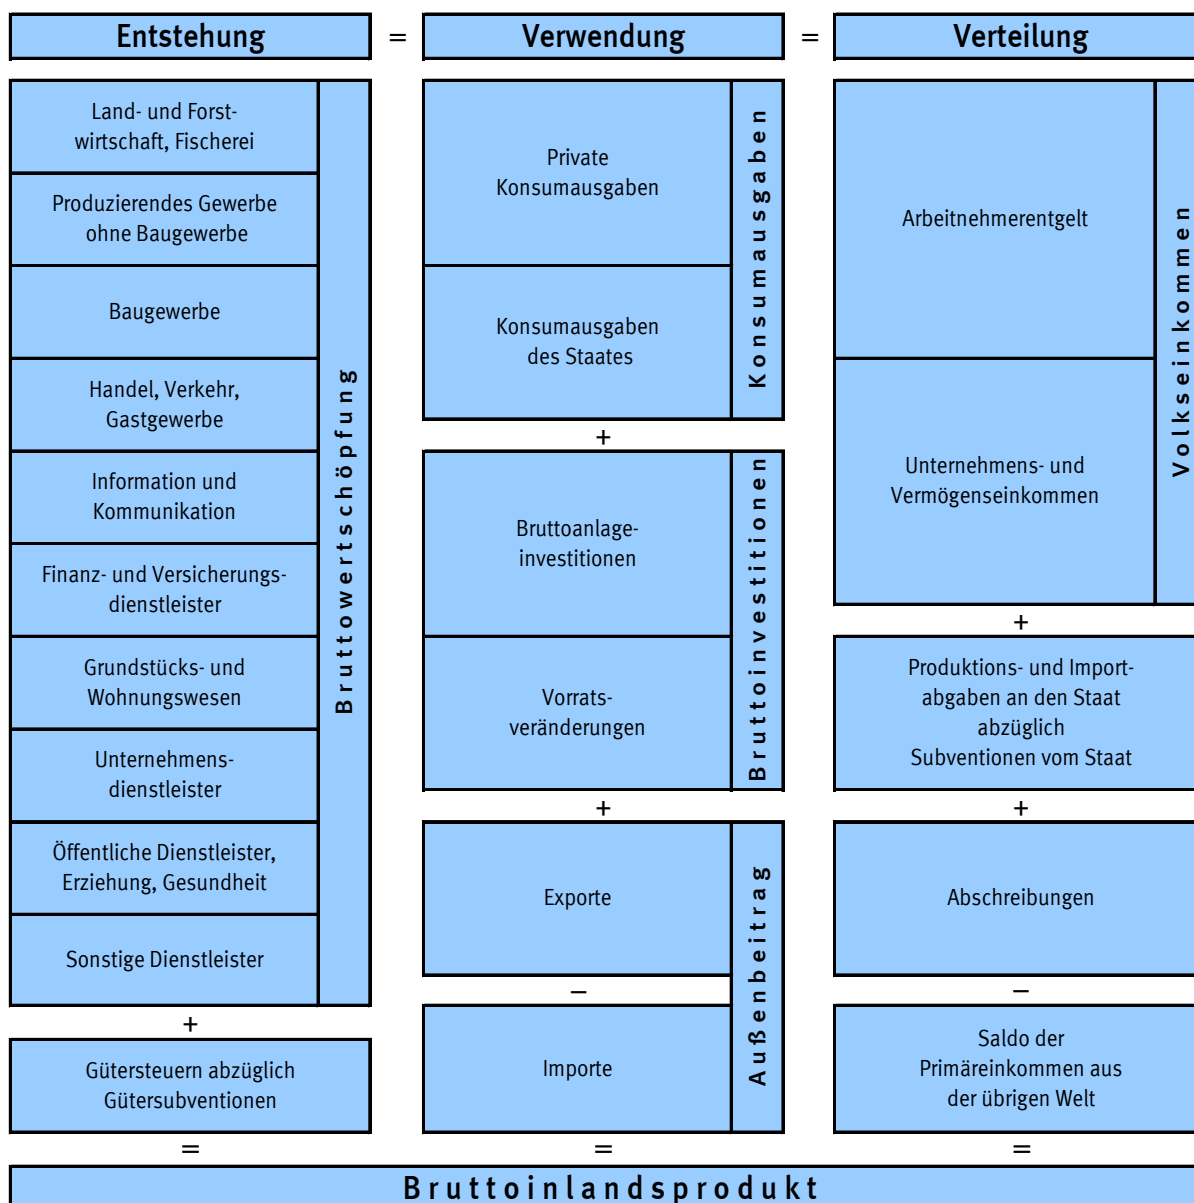 Entstehung
=
Verwendung
=
Verteilung
Land- und Forst-
wirtschaft, Fischerei
Produzierendes Gewerbe
ohne Baugewerbe
Baugewerbe
Handel, Verkehr,
Gastgewerbe
Information und
Kommunikation
Finanz- und Versicherungs-
dienstleister
Grundstücks- und
Wohnungswesen
Unternehmens-
dienstleister
Öffentliche Dienstleister,
Erziehung, Gesundheit
Sonstige Dienstleister
Bruttowertschöpfung
+
Gütersteuern abzüglich
Gütersubventionen
=
Private
Konsumausgaben
Konsumausgaben
des Staates
Konsumausgaben
+
Bruttoanlage-
investitionen
Vorrats-
veränderungen
Bruttoinvestitionen
+
Exporte
–
Importe
Außenbeitrag
=
Arbeitnehmerentgelt
Unternehmens- und
Vermögenseinkommen
Volkseinkommen
+
Produktions- und Import-
abgaben an den Staat
abzüglich
Subventionen vom Staat
+
Abschreibungen
–
Saldo der
Primäreinkommen aus
der übrigen Welt
=
Bruttoinlandsprodukt